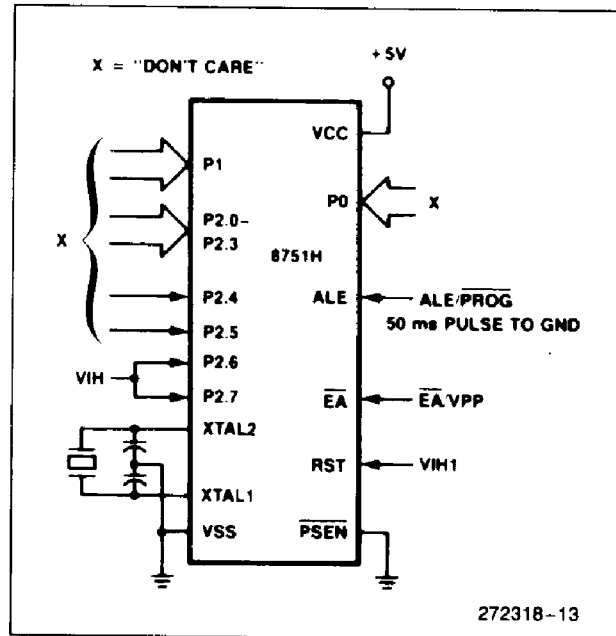 X = "DON'T CARE"
+5V
VCC
P1
P0
X
P2.0–
P2.3
X
8751H
P2.4
ALE
ALE/PROG
50 ms PULSE TO GND
P2.5
P2.6
VIH
P2.7
EA
EA/VPP
XTAL2
RST
VIH1
XTAL1
VSS
PSEN
272318–13